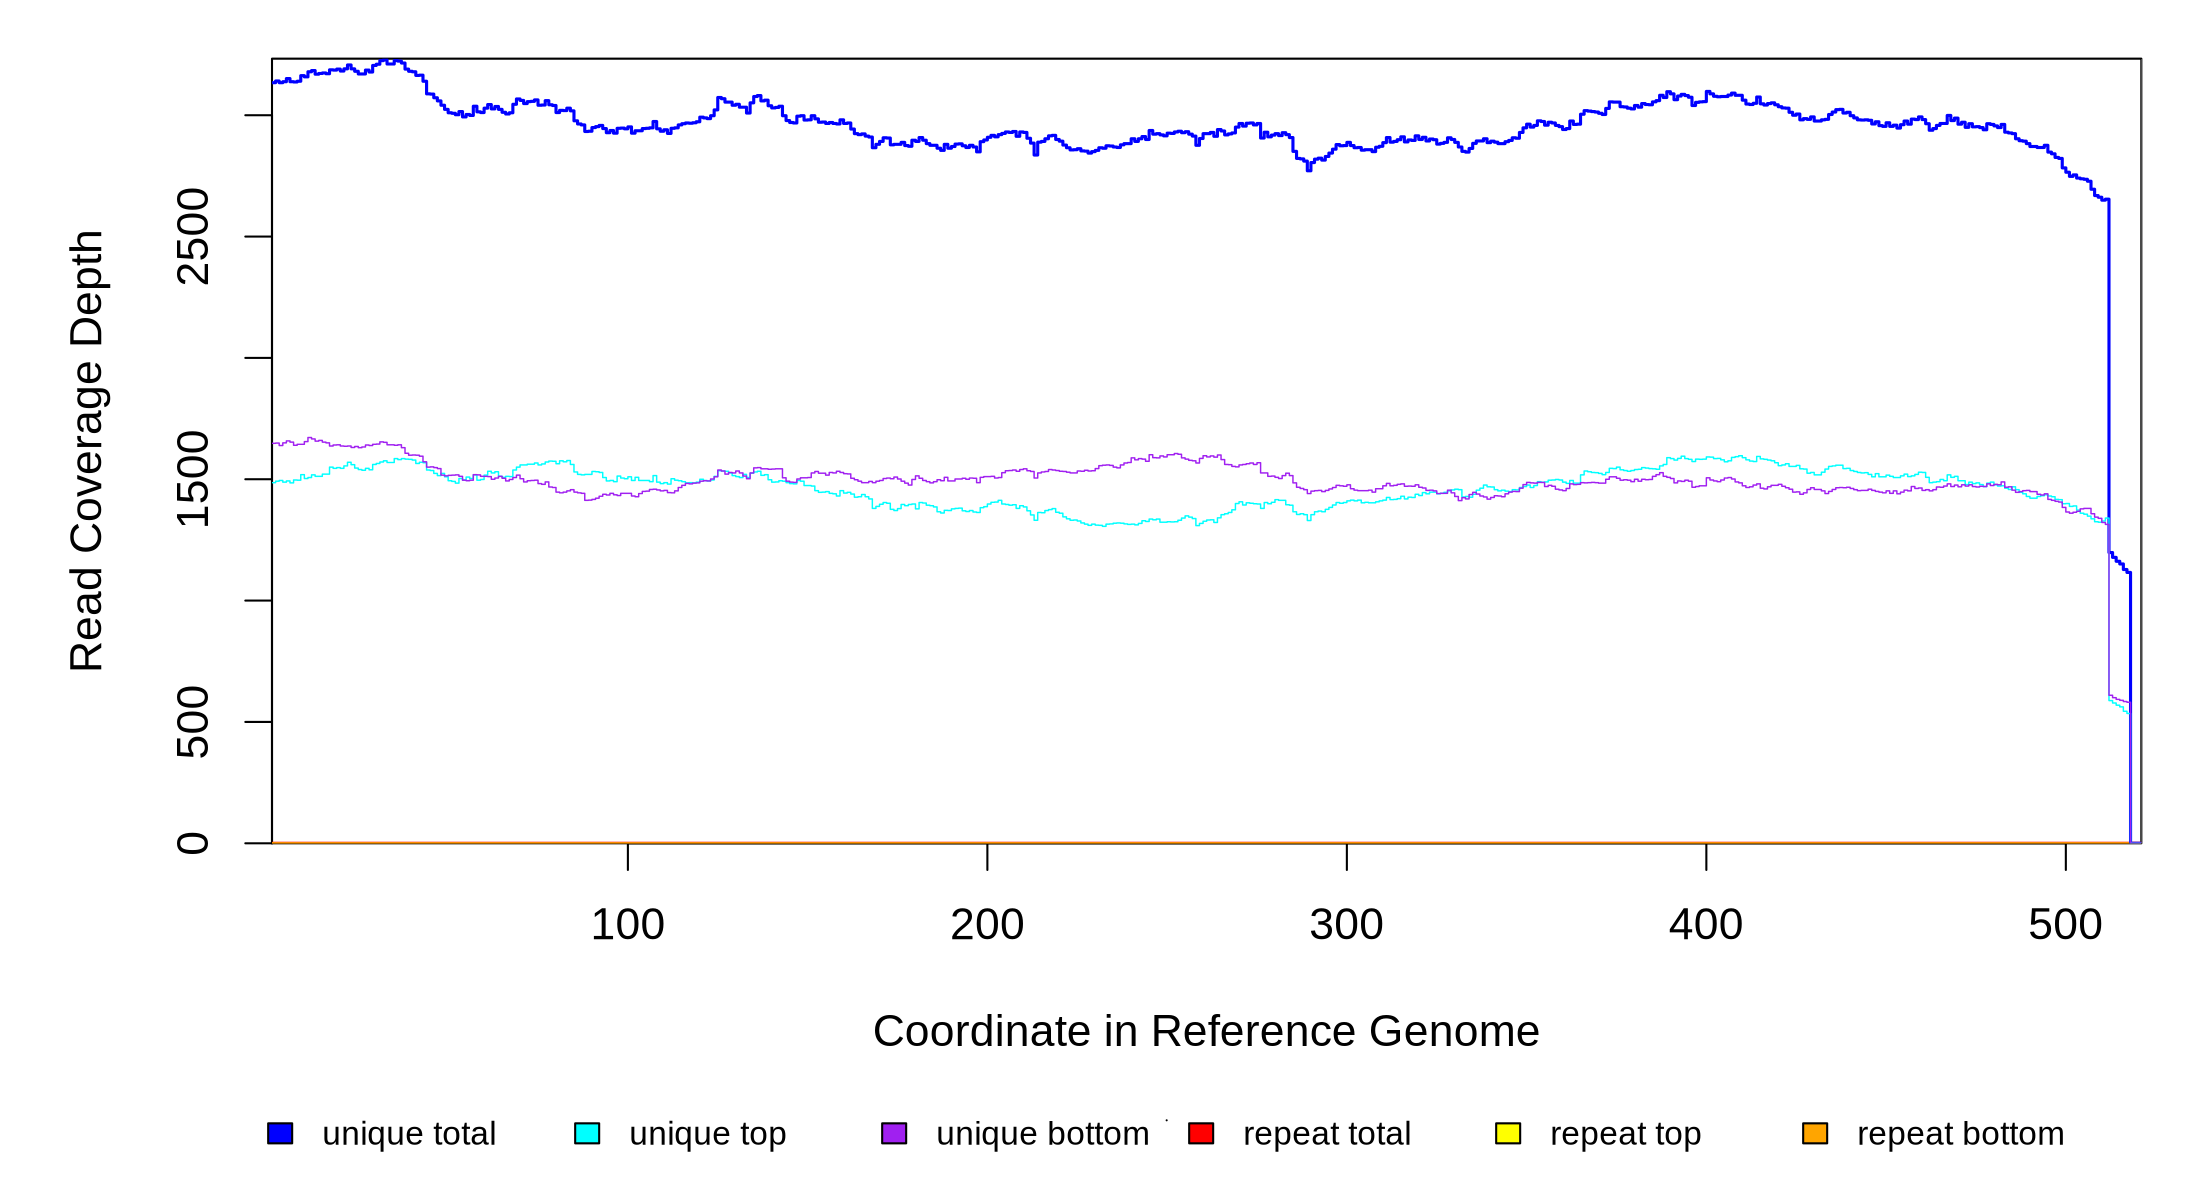 Read Coverage Depth
2500
1500
500
0
100 200 300 400 500
Coordinate in Reference Genome
unique total unique top unique bottom repeat total repeat top repeat bottom